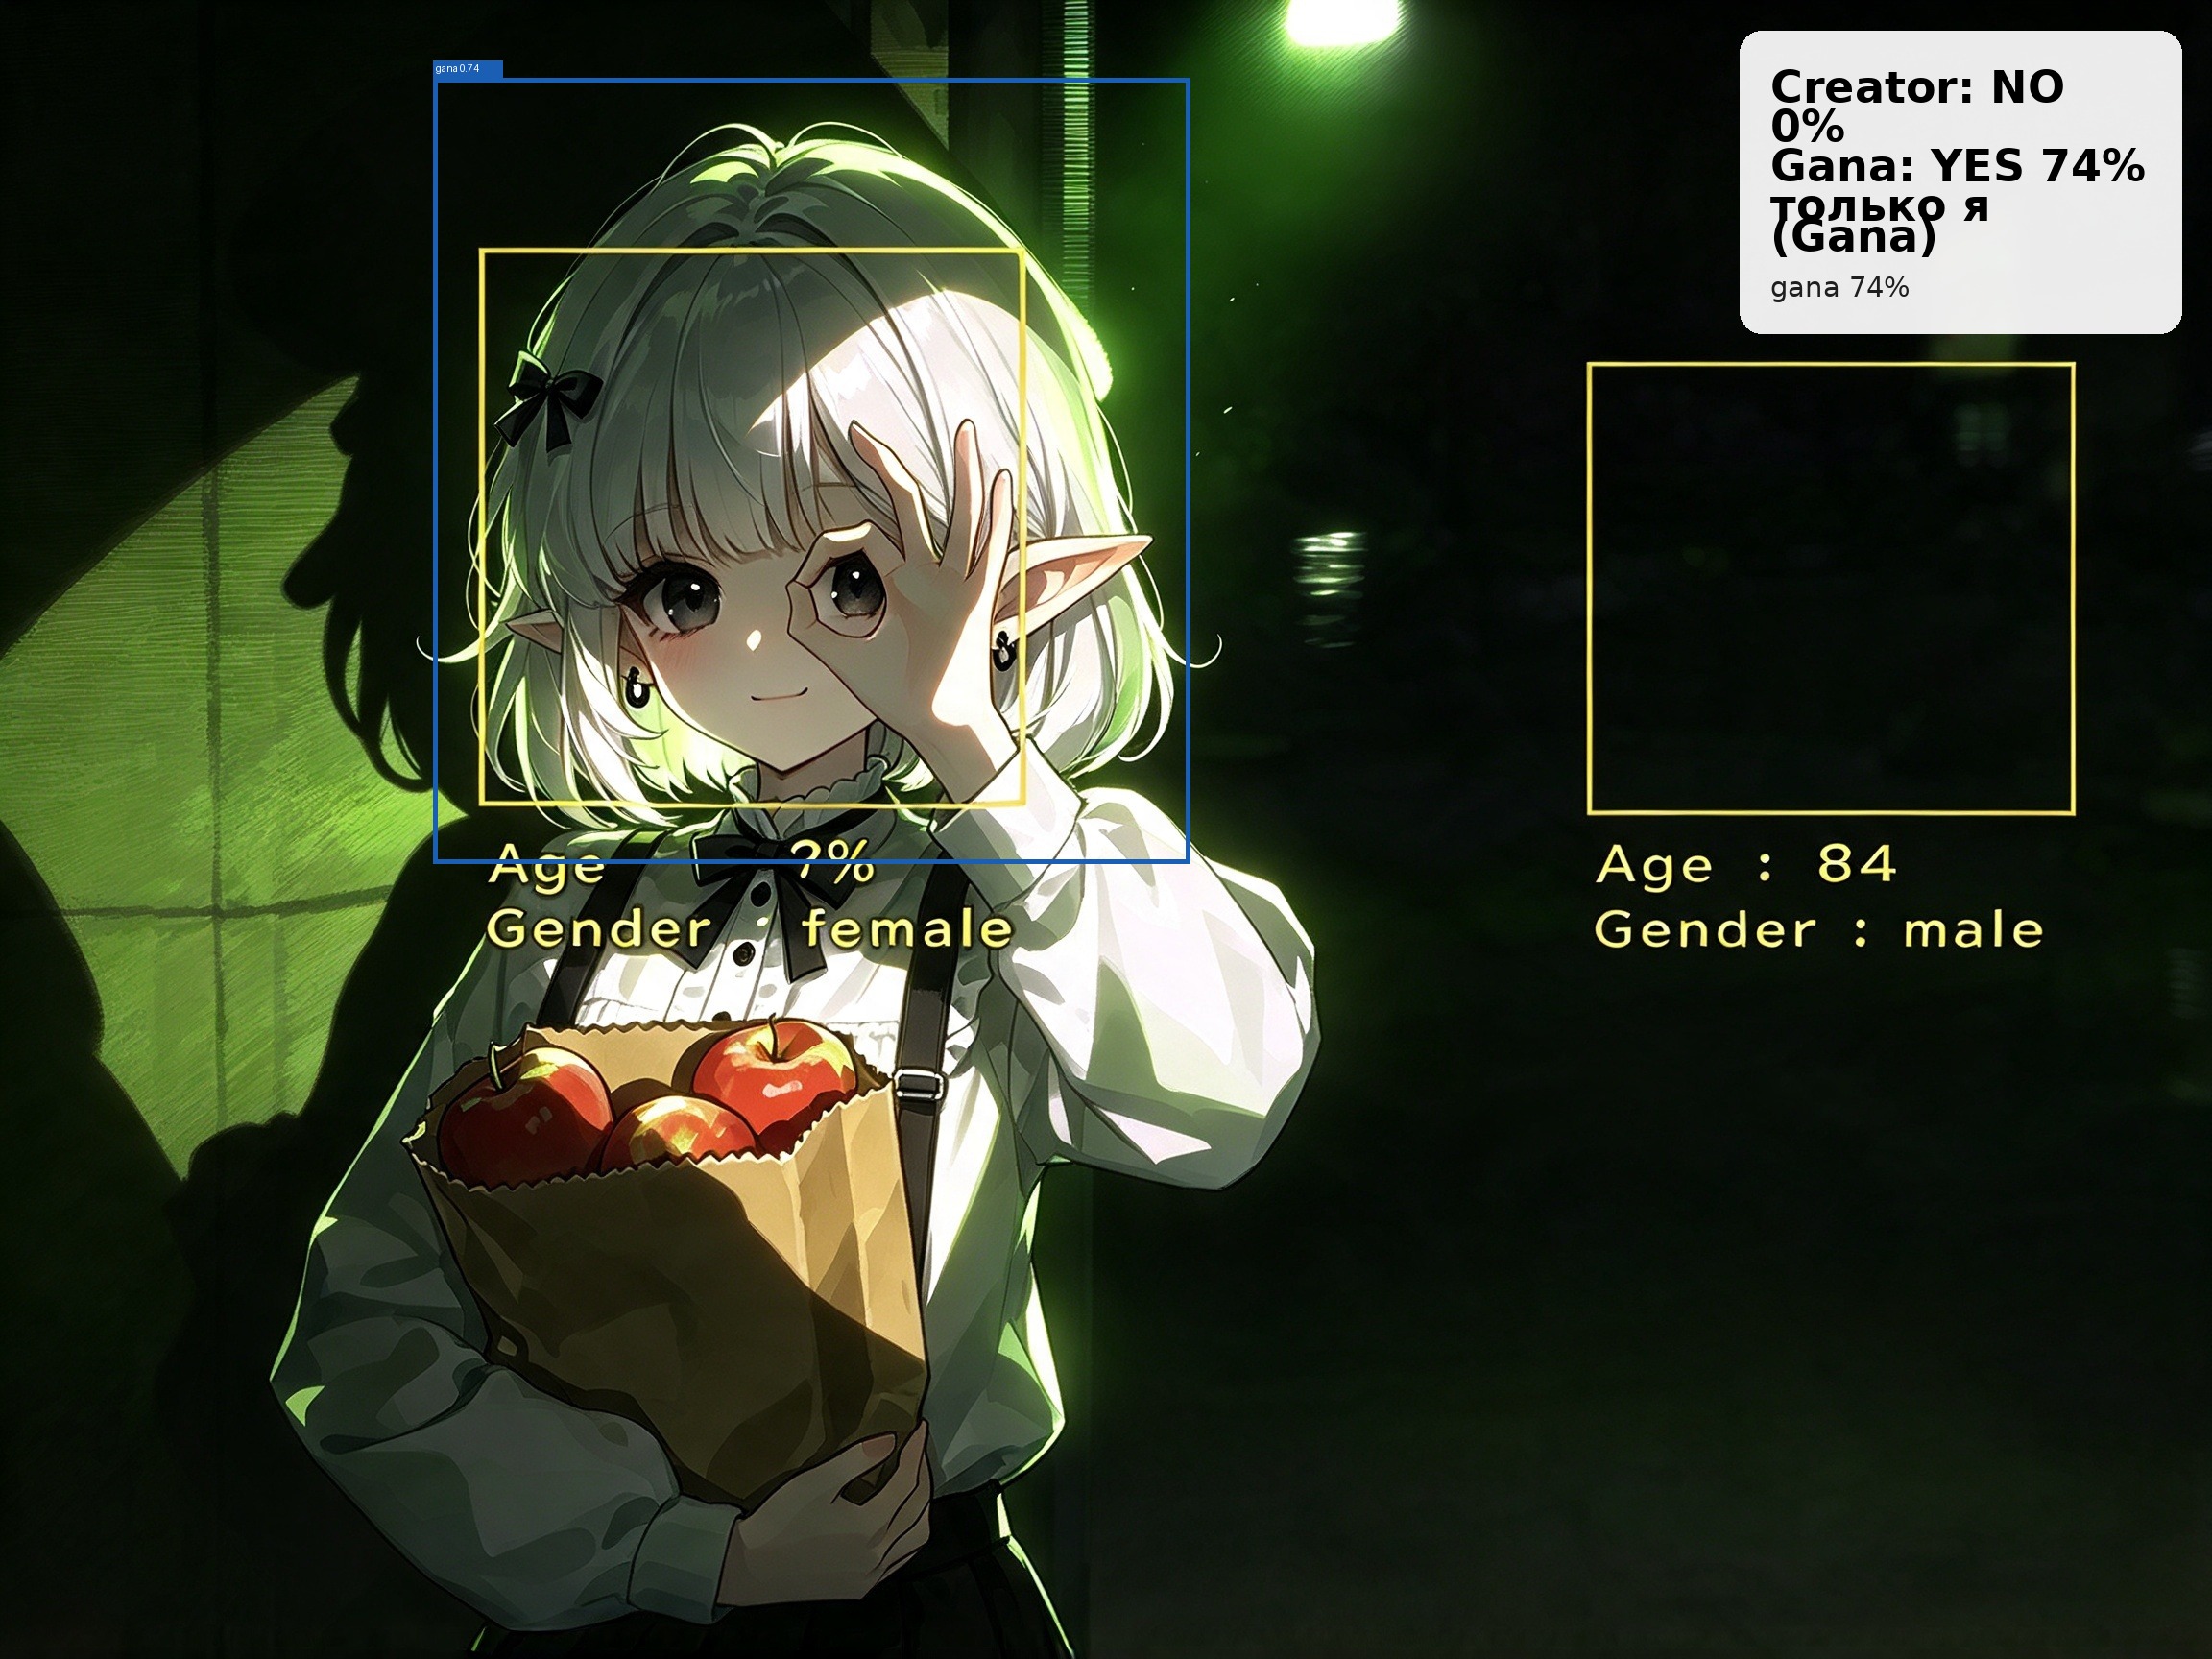 gana 0.74
Creator: NO
0%
Gana: YES 74%
только я
(Gana)
gana 74%
Age ?%
Gender female
Age : 84
Gender : male